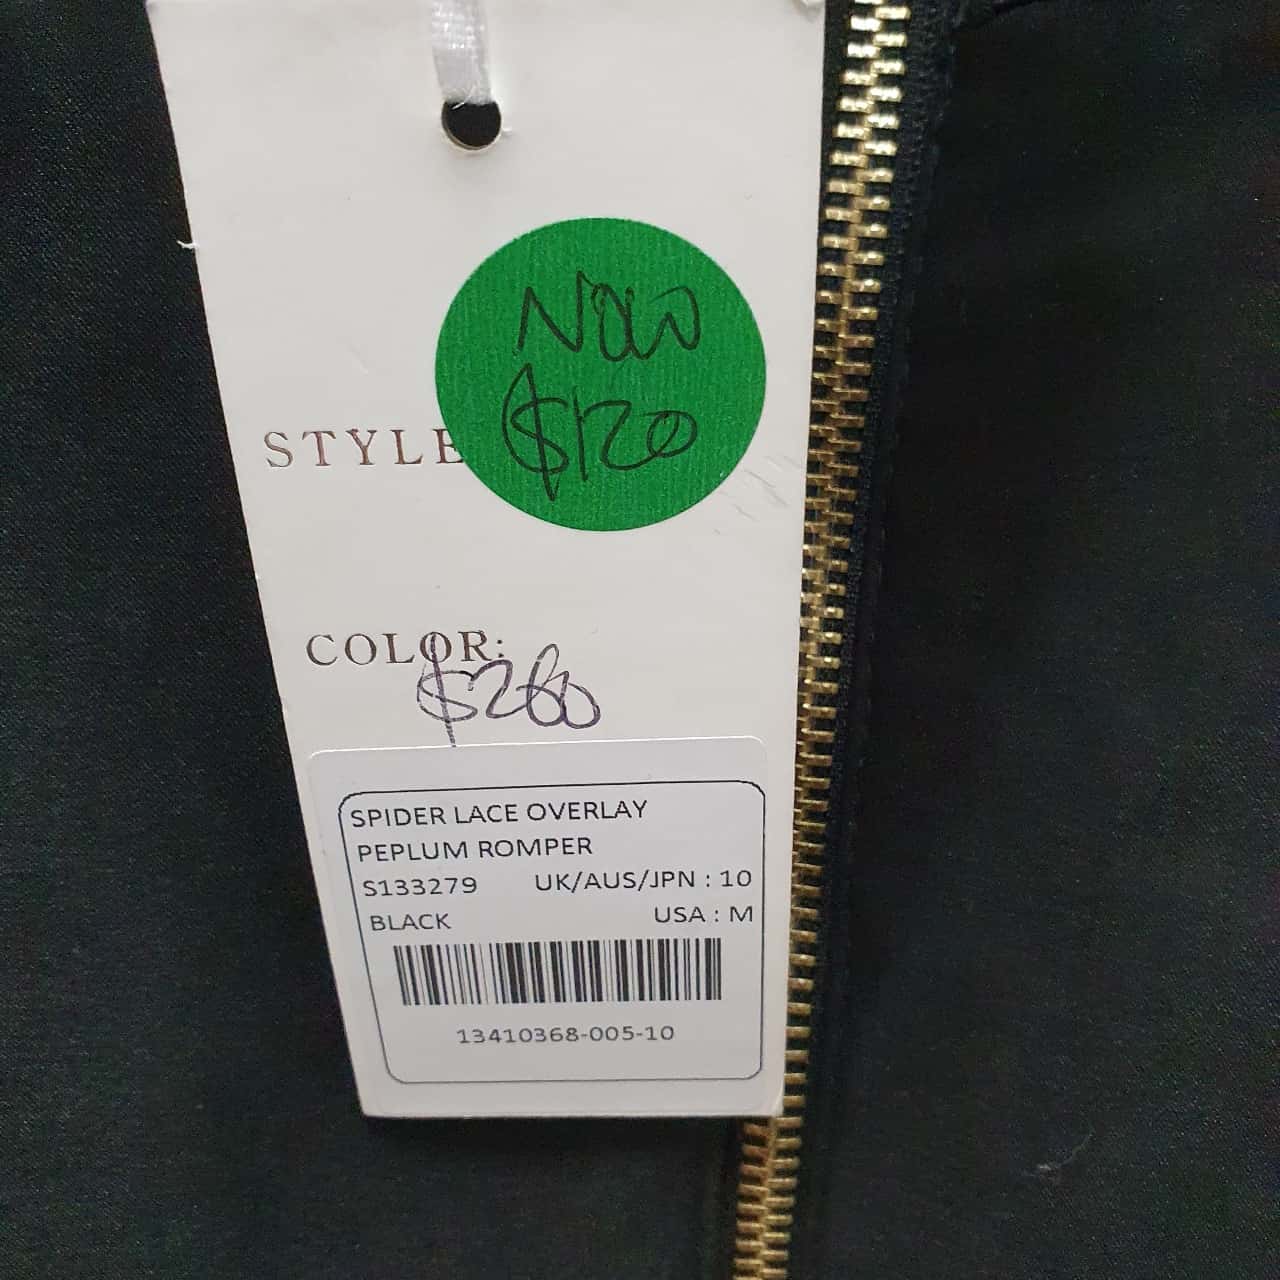 Now
$120
STYLE
COLOR:
$260
SPIDER LACE OVERLAY
PEPLUM ROMPER
S133279 UK/AUS/JPN : 10
BLACK USA : M
13410368-005-10